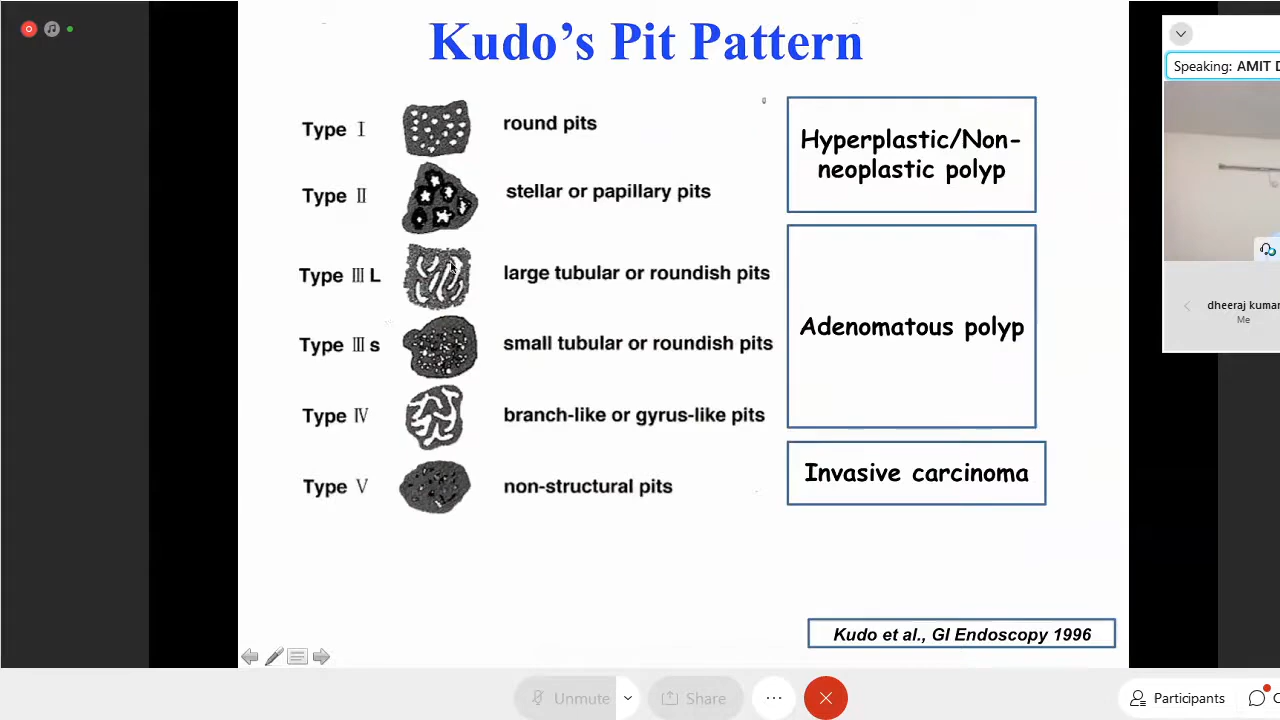 Kudo's Pit Pattern
Speaking: AMIT D
Type I
round pits
Hyperplastic/Non-
neoplastic polyp
Type II
stellar or papillary pits
Type III L
large tubular or roundish pits
Type III s
small tubular or roundish pits
Adenomatous polyp
Type IV
branch-like or gyrus-like pits
Type V
non-structural pits
Invasive carcinoma
dheeraj kumar
Me
Kudo et al., GI Endoscopy 1996
Unmute
Share
Participants